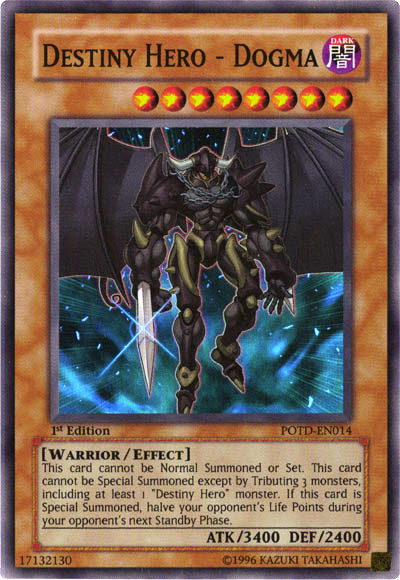 DESTINY HERO - DOGMA
DARK
闇
1st Edition
POTD-EN014
[WARRIOR/EFFECT]
This card cannot be Normal Summoned or Set. This card
cannot be Special Summoned except by Tributing 3 monsters,
including at least 1 "Destiny Hero" monster. If this card is
Special Summoned, halve your opponent's Life Points during
your opponent's next Standby Phase.
ATK/3400 DEF/2400
17132130
©1996 KAZUKI TAKAHASHI